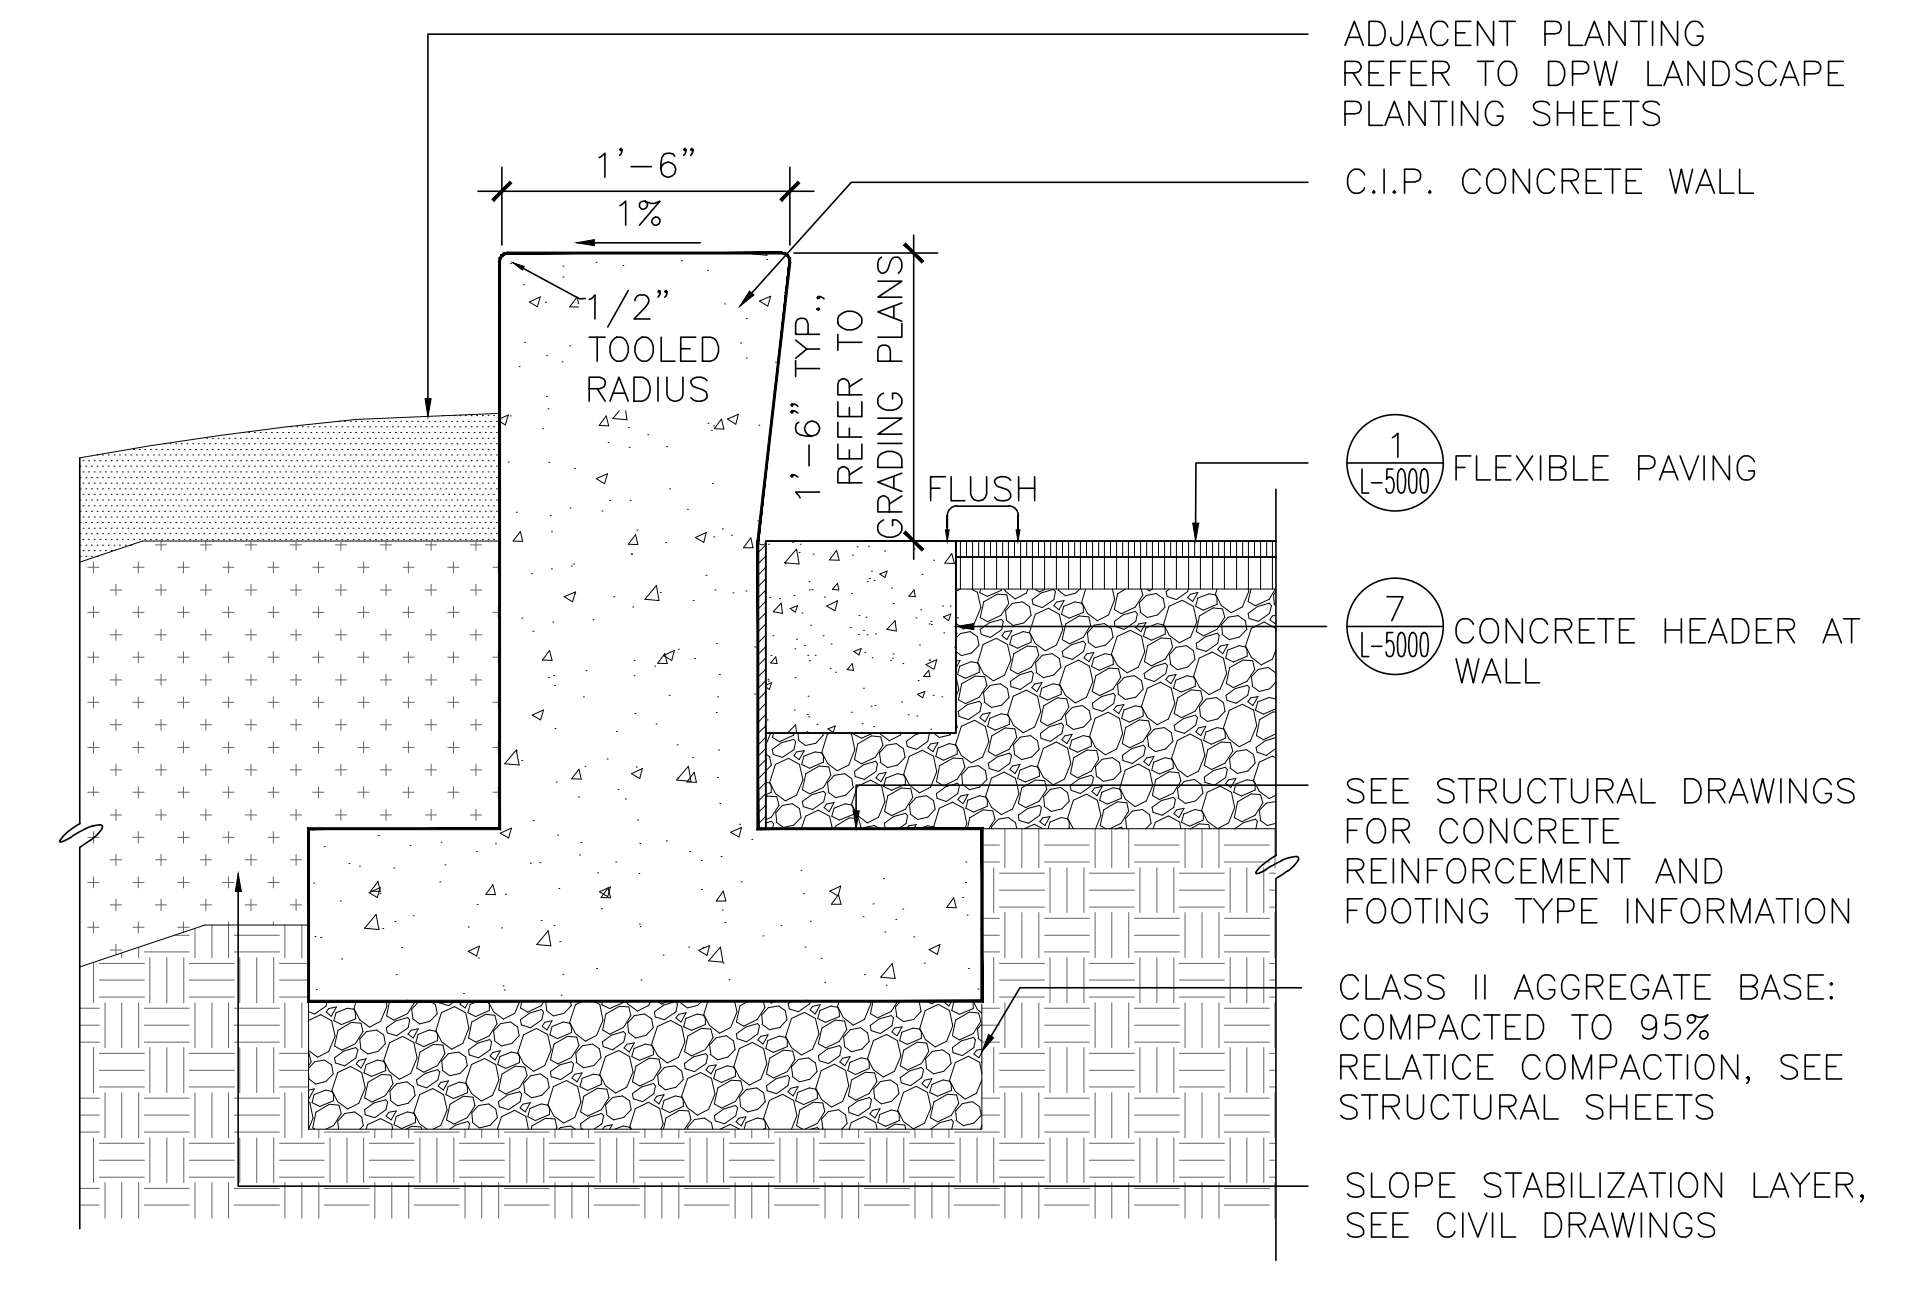 ADJACENT PLANTING
REFER TO DPW LANDSCAPE
PLANTING SHEETS
1'-6"
C.I.P. CONCRETE WALL
1%
1/2"
TOOLED
RADIUS
1'-6" TYP.,
REFER TO
GRADING PLANS
FLUSH
1
L-5000
FLEXIBLE PAVING
7
L-5000
CONCRETE HEADER AT
WALL
SEE STRUCTURAL DRAWINGS
FOR CONCRETE
REINFORCEMENT AND
FOOTING TYPE INFORMATION
CLASS II AGGREGATE BASE:
COMPACTED TO 95%
RELATICE COMPACTION, SEE
STRUCTURAL SHEETS
SLOPE STABILIZATION LAYER,
SEE CIVIL DRAWINGS